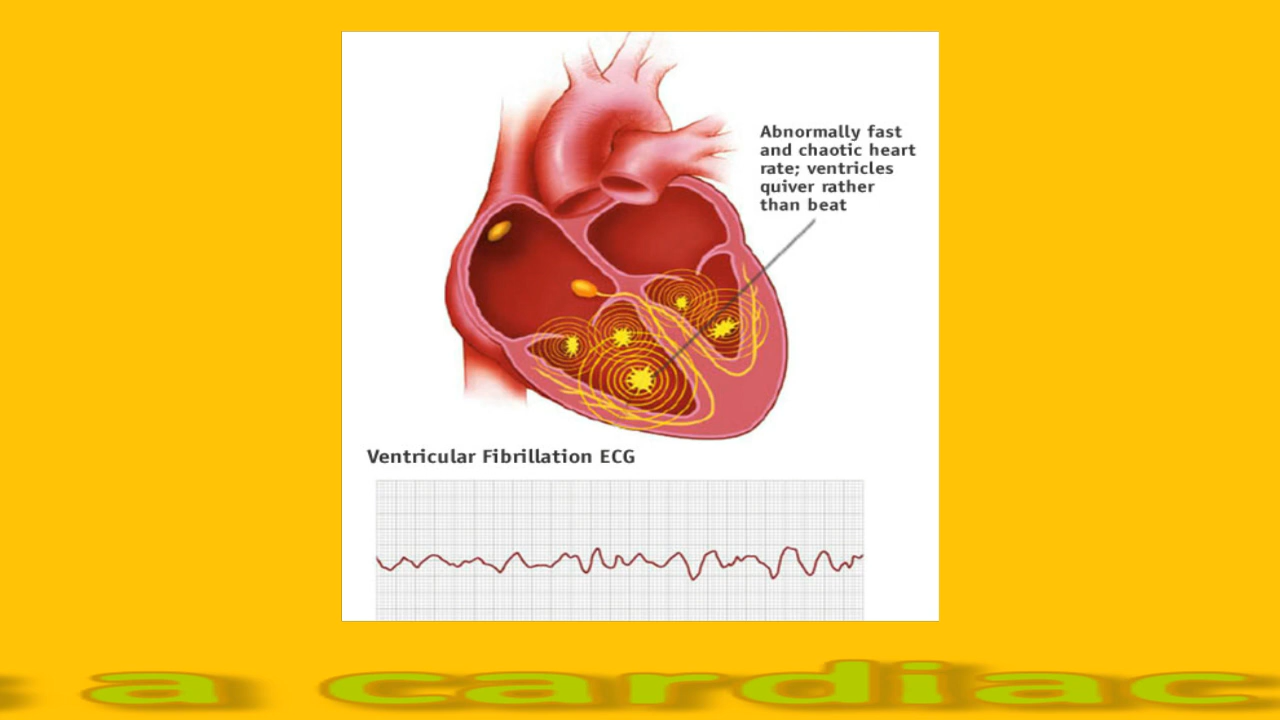 Abnormally fast
and chaotic heart
rate; ventricles
quiver rather
than beat
Ventricular Fibrillation ECG
a cardiac